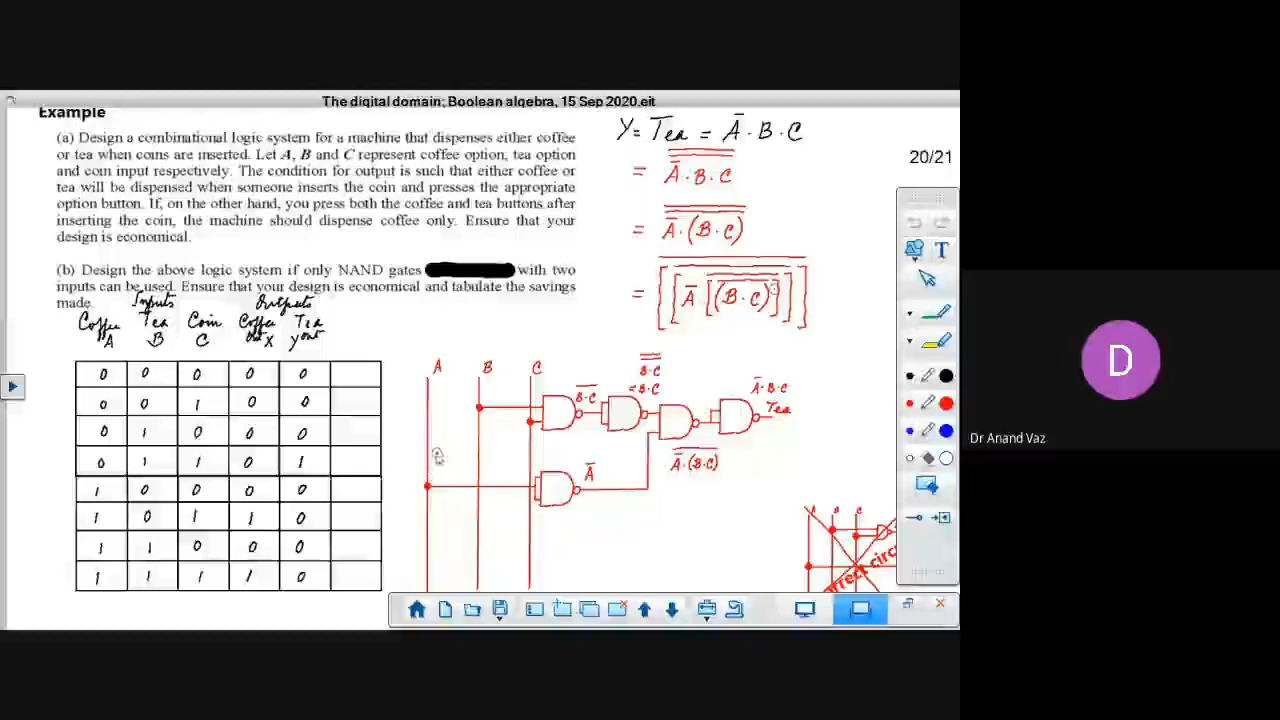 The digital domain; Boolean algebra, 15 Sep 2020.eit
Example
(a) Design a combinational logic system for a machine that dispenses either coffee
or tea when coins are inserted. Let A, B and C represent coffee option, tea option
and coin input respectively. The condition for output is such that either coffee or
tea will be dispensed when someone inserts the coin and presses the appropriate
option button. If, on the other hand, you press both the coffee and tea buttons after
inserting the coin, the machine should dispense coffee only. Ensure that your
design is economical.
(b) Design the above logic system if only NAND gates with two
inputs can be used. Ensure that your design is economical and tabulate the savings
made.
Inputs Outputs
Coffee Tea Coin Coffee Tea
A B C out X Y out
0 0 0 0 0
0 0 1 0 0
0 1 0 0 0
0 1 1 0 1
1 0 0 0 0
1 0 1 1 0
1 1 0 0 0
1 1 1 1 0
Y = Tea = A̅ · B · C
= A̅ · B · C
= A̅ · (B · C)
= [[A̅ [(B · C)]]]
A B C
B·C
B·C
=B·C
A̅·B·C
Tea
A̅·(B·C)
A̅
A B C
rrect circ
20/21
T
D
Dr Anand Vaz